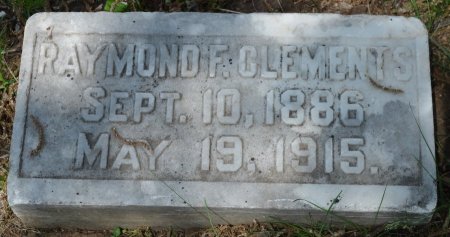 RAYMOND F. CLEMENTS
SEPT. 10, 1886
MAY 19, 1915.